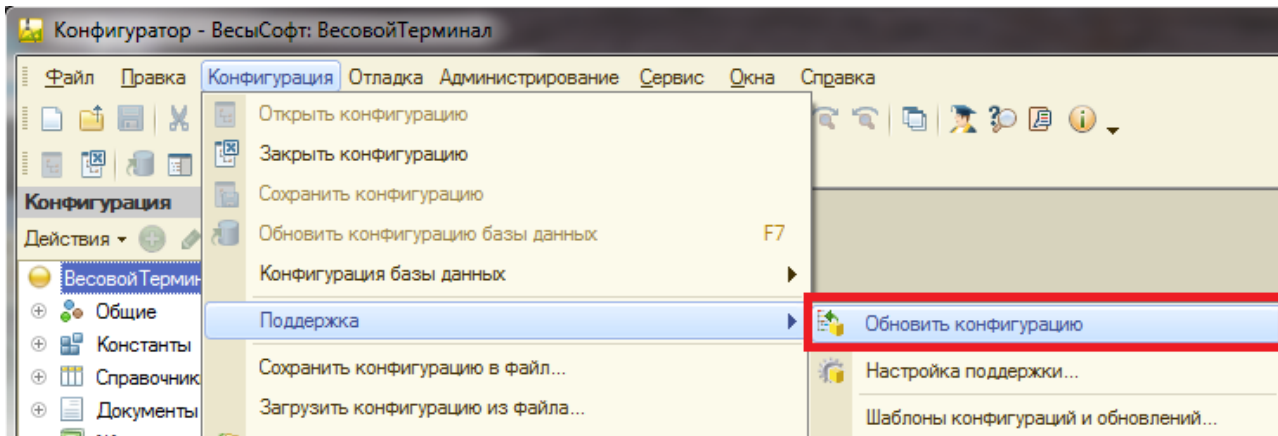 Конфигуратор - ВесыСофт: ВесовойТерминал
Файл Правка Конфигурация Отладка Администрирование Сервис Окна Справка
Открыть конфигурацию
Закрыть конфигурацию
Конфигурация
Сохранить конфигурацию
Действия
Обновить конфигурацию базы данных F7
ВесовойТермин
Конфигурация базы данных
Общие
Поддержка
Обновить конфигурацию
Константы
Справочник
Сохранить конфигурацию в файл...
Настройка поддержки...
Документы
Загрузить конфигурацию из файла...
Шаблоны конфигураций и обновлений...